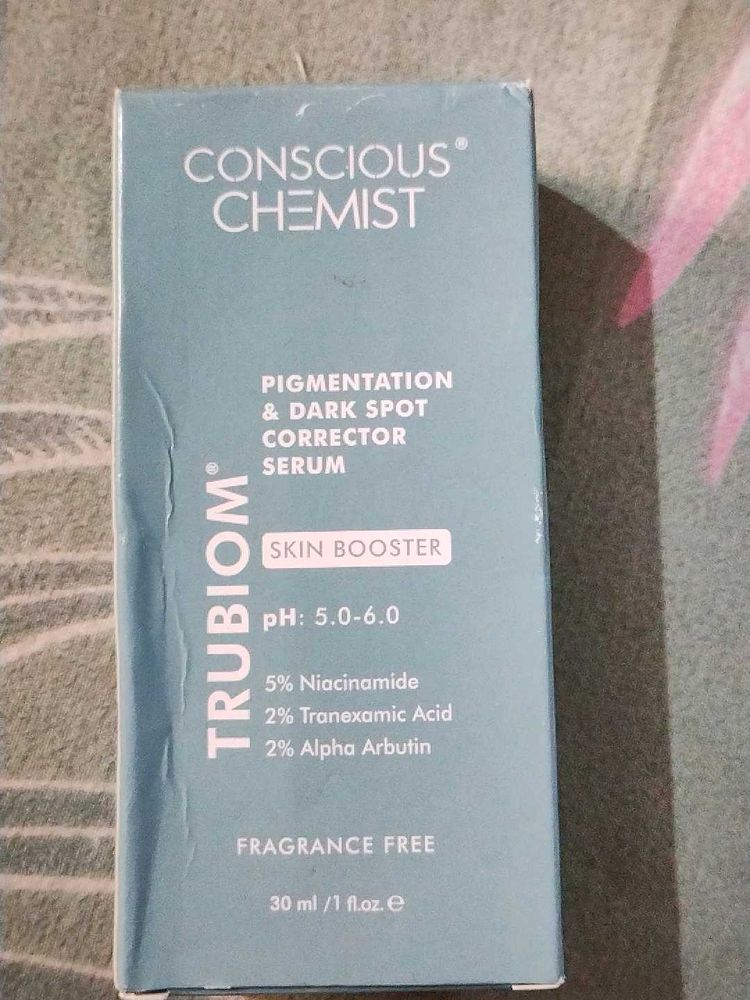 CONSCIOUS®
CHEMIST
PIGMENTATION
& DARK SPOT
CORRECTOR
SERUM
TRUBIOM®
SKIN BOOSTER
pH: 5.0-6.0
5% Niacinamide
2% Tranexamic Acid
2% Alpha Arbutin
FRAGRANCE FREE
30 ml /1 fl.oz. ℮